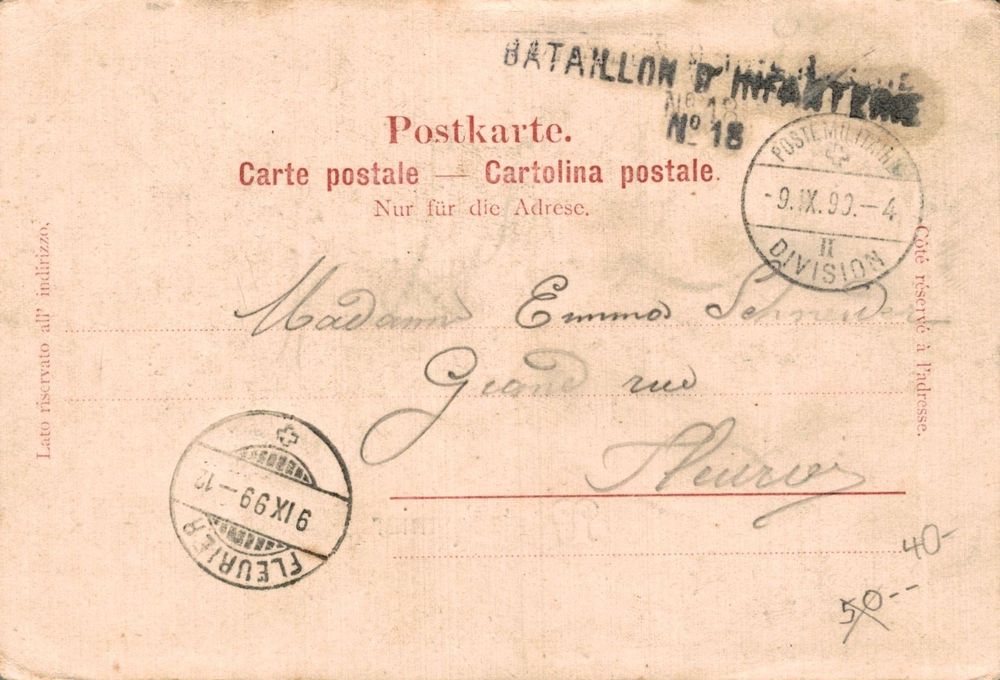 BATAILLON D'INFANTERIE
No 18
Postkarte.
Carte postale — Cartolina postale.
Nur für die Adrese.
POSTE MILITAIRE
-9.IX.99.-4
II
DIVISION
Lato riservato all' indirizzo.
Côté réservé à l'adresse.
Madame Emma Schneider
Grand rue
Fleurier
9 IX 99-12
FLEURIER
40-
50--